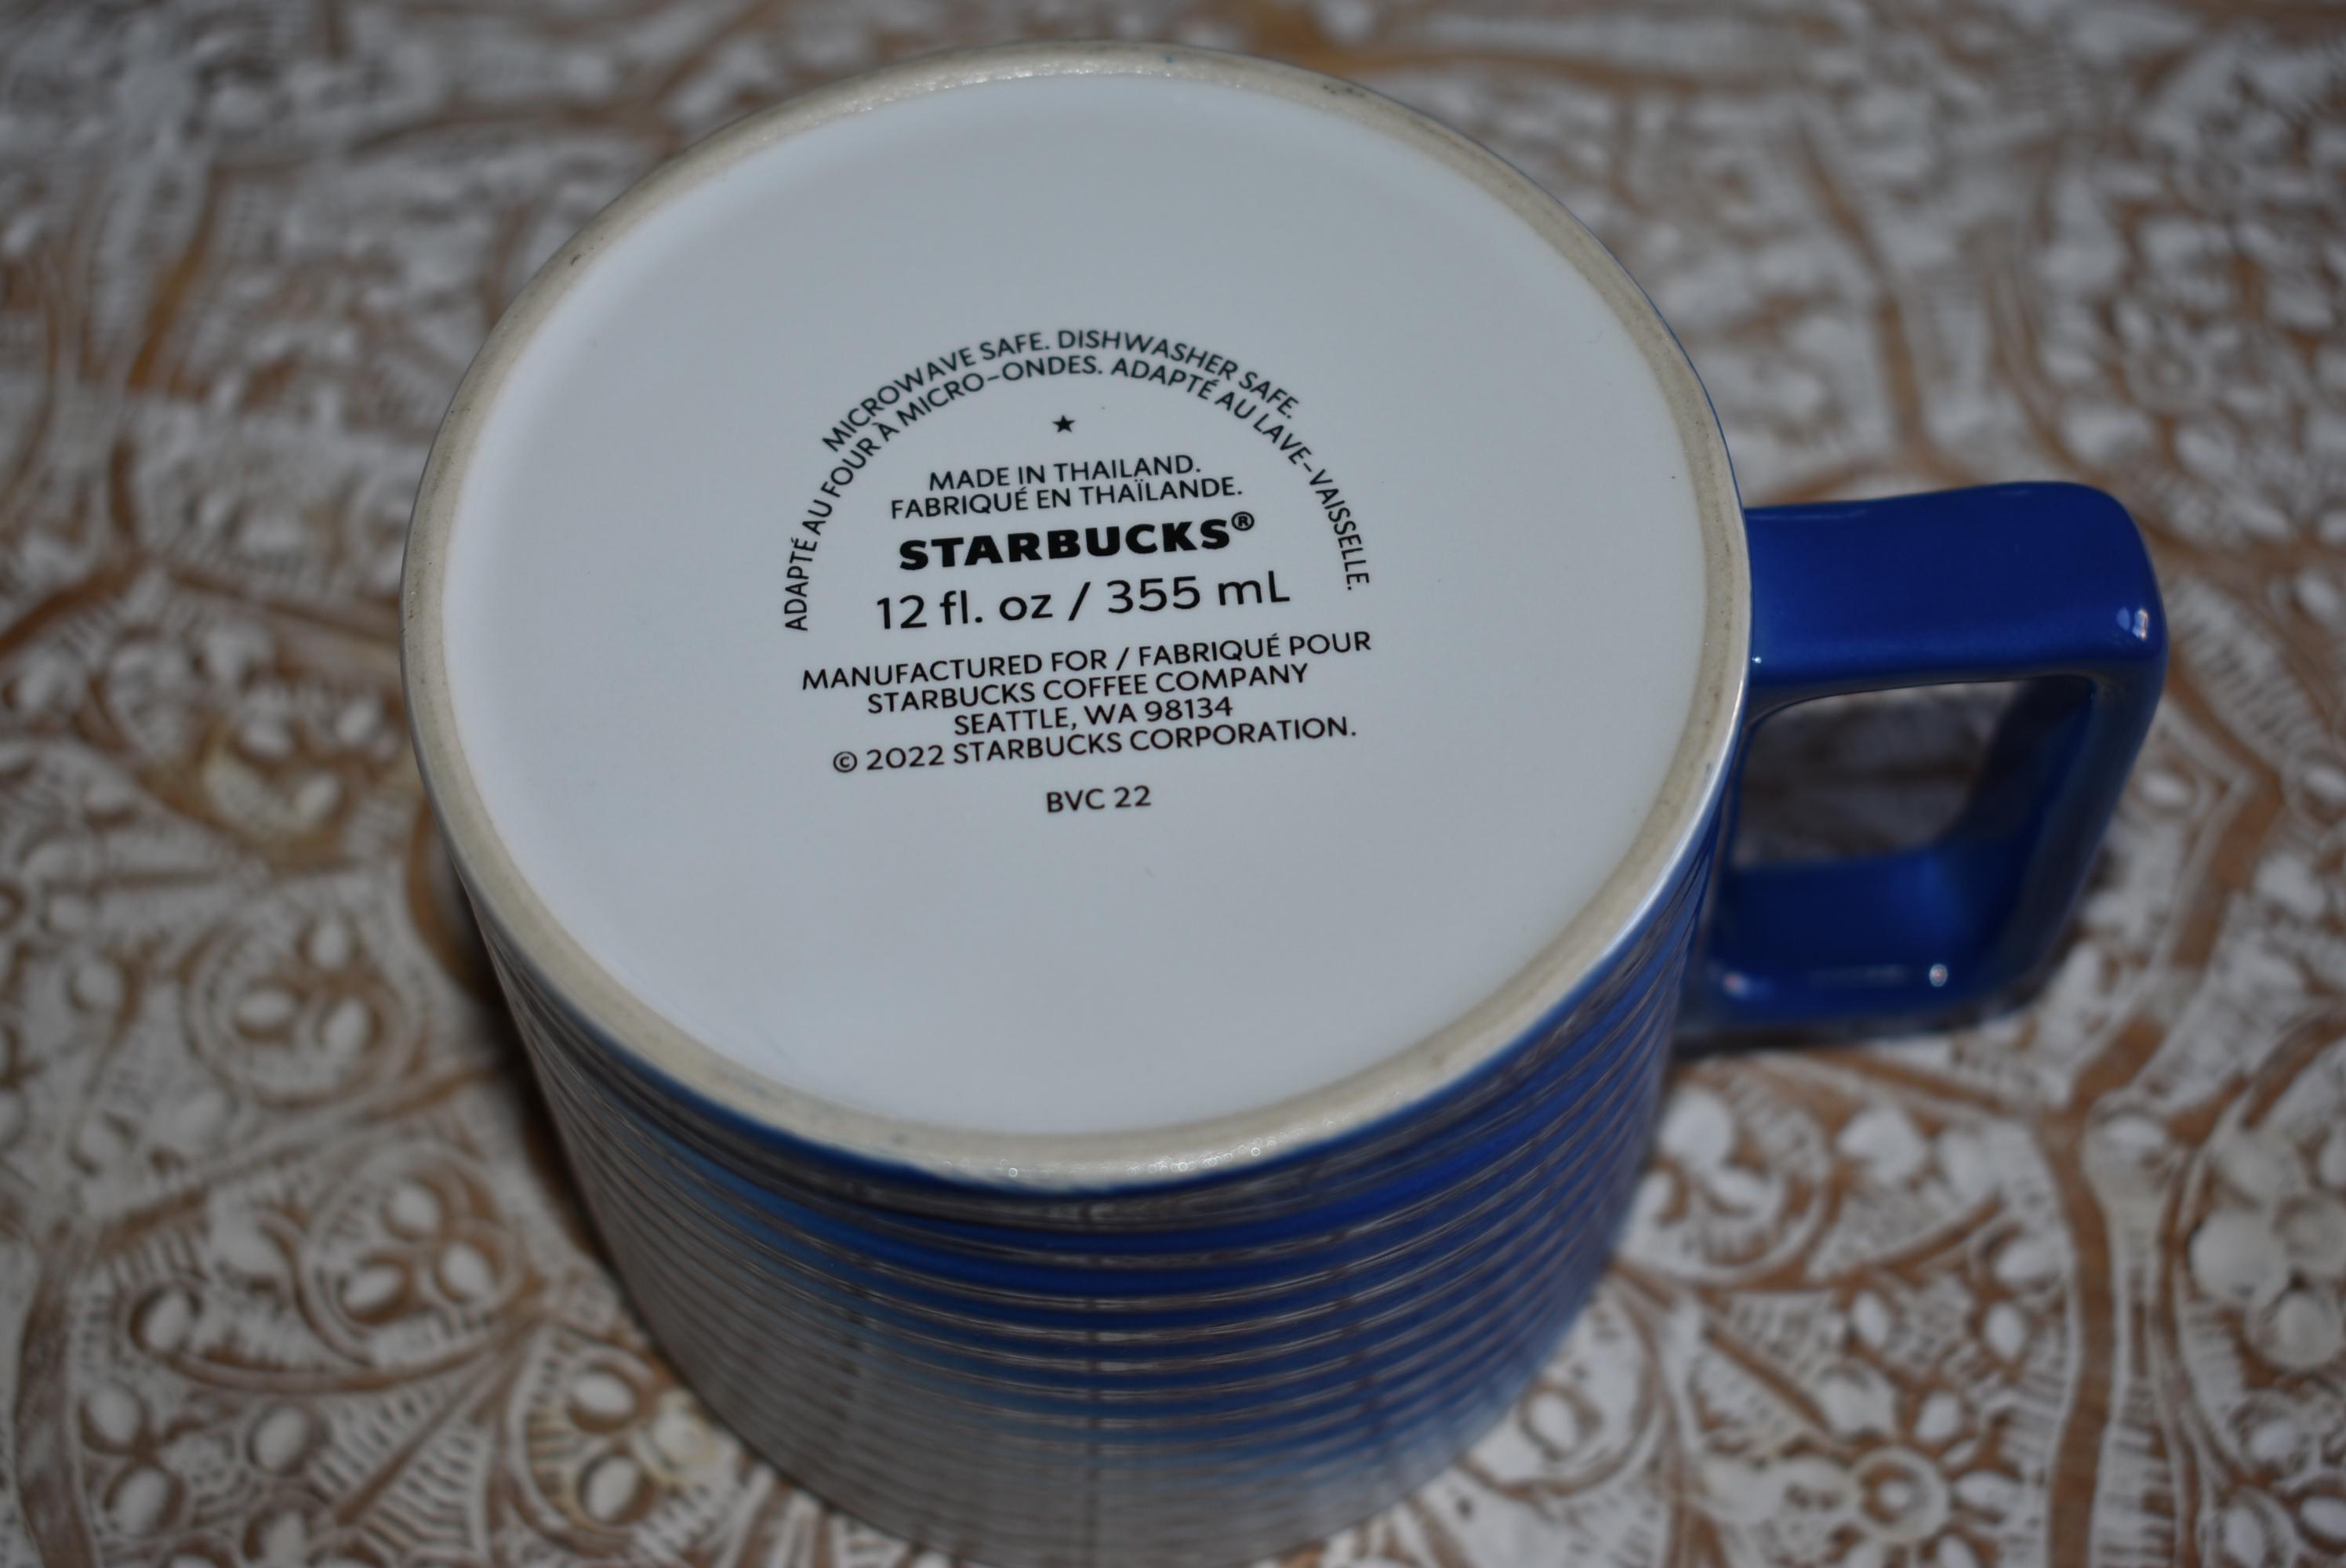 MICROWAVE SAFE. DISHWASHER SAFE.
ADAPTÉ AU FOUR À MICRO-ONDES. ADAPTÉ AU LAVE-VAISSELLE.
MADE IN THAILAND.
FABRIQUÉ EN THAÏLANDE.
STARBUCKS®
12 fl. oz / 355 mL
MANUFACTURED FOR / FABRIQUÉ POUR
STARBUCKS COFFEE COMPANY
SEATTLE, WA 98134
© 2022 STARBUCKS CORPORATION.
BVC 22